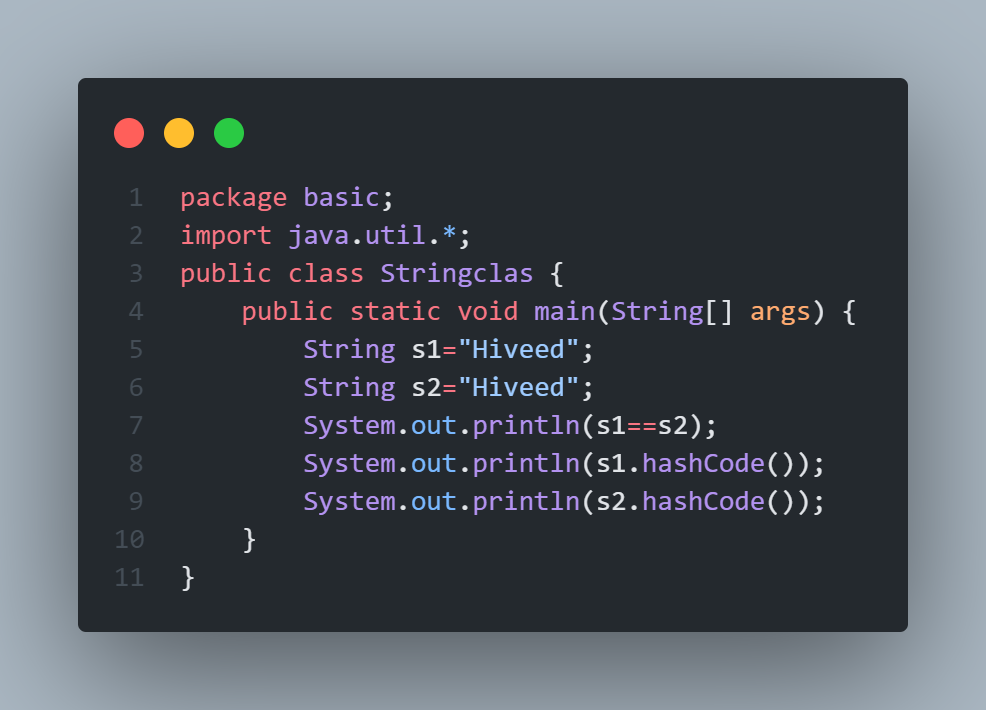 1 package basic;
2 import java.util.*;
3 public class Stringclas {
4     public static void main(String[] args) {
5         String s1="Hiveed";
6         String s2="Hiveed";
7         System.out.println(s1==s2);
8         System.out.println(s1.hashCode());
9         System.out.println(s2.hashCode());
10     }
11 }